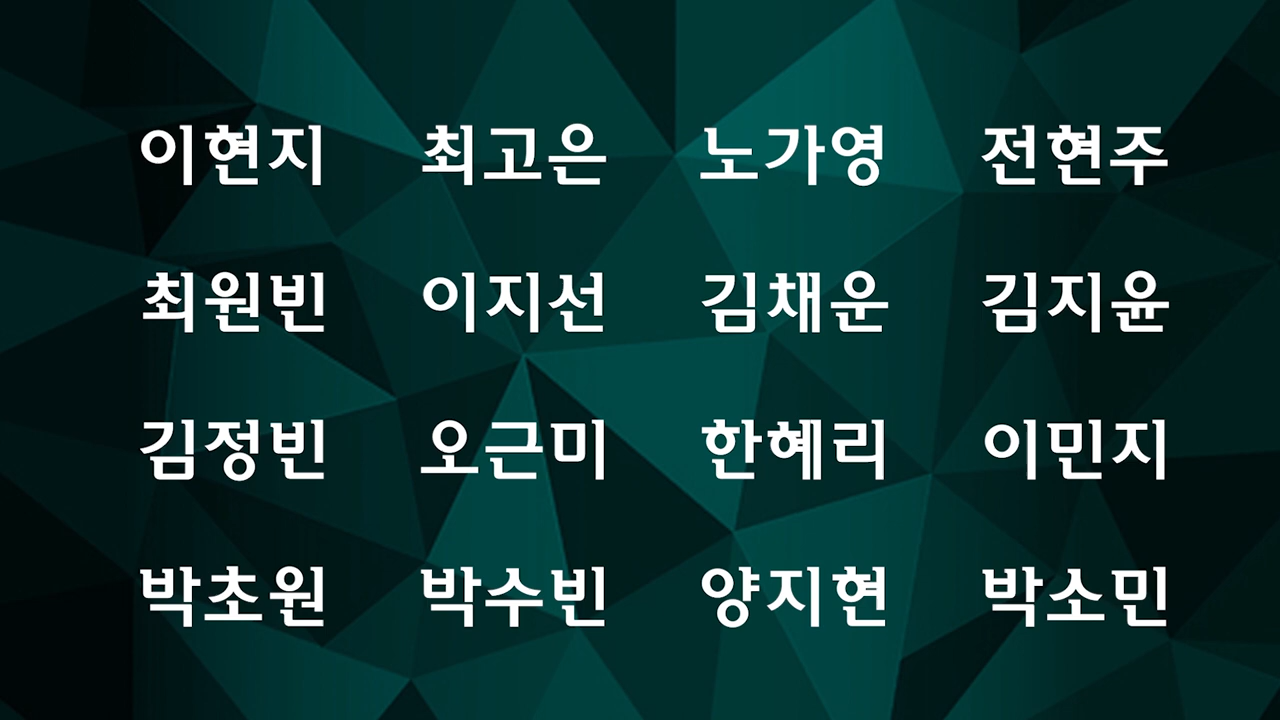 이현지 최고은 노가영 전현주
최원빈 이지선 김채운 김지윤
김정빈 오근미 한혜리 이민지
박초원 박수빈 양지현 박소민